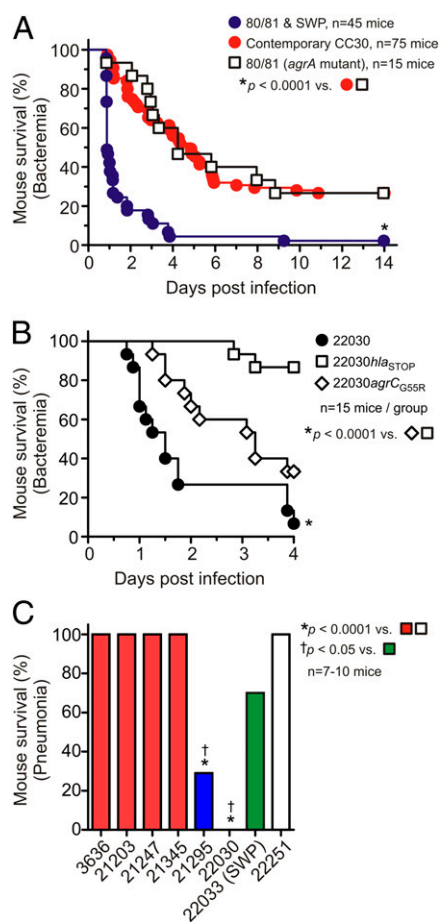 A
80/81 & SWP, n=45 mice
Contemporary CC30, n=75 mice
80/81 (agrA mutant), n=15 mice
*p < 0.0001 vs.
Mouse survival (%)
(Bacteremia)
100
80
60
40
20
0
*
0 2 4 6 8 10 12 14
Days post infection
B
22030
22030hlaSTOP
22030agrCG55R
n=15 mice / group
*p < 0.0001 vs.
Mouse survival (%)
(Bacteremia)
100
80
60
40
20
0
*
0 1 2 3 4
Days post infection
C
*p < 0.0001 vs.
†p < 0.05 vs.
n=7-10 mice
Mouse survival (%)
(Pneumonia)
100
80
60
40
20
0
†
*
†
*
3636
21203
21247
21345
21295
22030
22033 (SWP)
22251